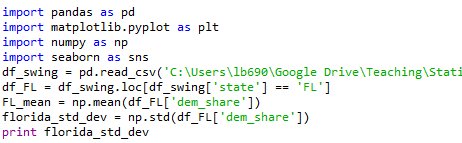 import pandas as pd
import matplotlib.pyplot as plt
import numpy as np
import seaborn as sns
df_swing = pd.read_csv('C:\Users\lb690\Google Drive\Teaching\Stati
df_FL = df_swing.loc[df_swing['state'] == 'FL']
FL_mean = np.mean(df_FL['dem_share'])
florida_std_dev = np.std(df_FL['dem_share'])
print florida_std_dev